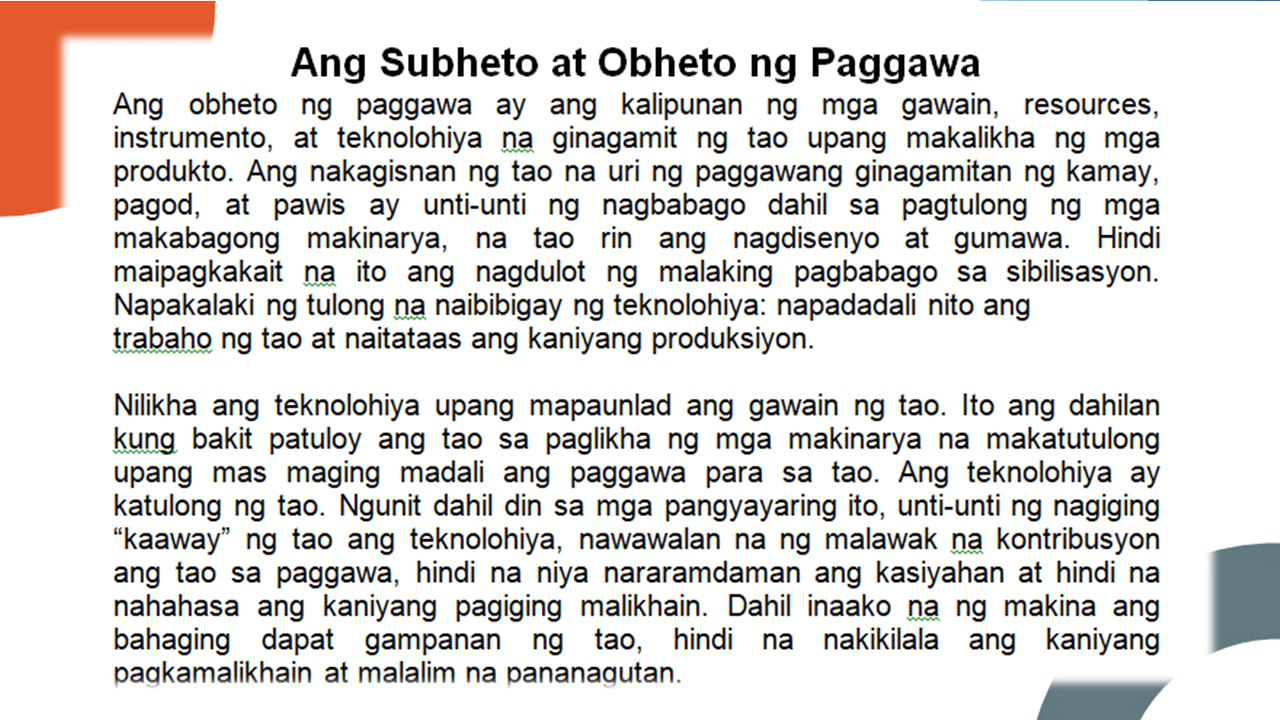 Ang Subheto at Obheto ng Paggawa
Ang obheto ng paggawa ay ang kalipunan ng mga gawain, resources,
instrumento, at teknolohiya na ginagamit ng tao upang makalikha ng mga
produkto. Ang nakagisnan ng tao na uri ng paggawang ginagamitan ng kamay,
pagod, at pawis ay unti-unti ng nagbabago dahil sa pagtulong ng mga
makabagong makinarya, na tao rin ang nagdisenyo at gumawa. Hindi
maipagkakait na ito ang nagdulot ng malaking pagbabago sa sibilisasyon.
Napakalaki ng tulong na naibibigay ng teknolohiya: napadadali nito ang
trabaho ng tao at naitataas ang kaniyang produksiyon.
Nilikha ang teknolohiya upang mapaunlad ang gawain ng tao. Ito ang dahilan
kung bakit patuloy ang tao sa paglikha ng mga makinarya na makatutulong
upang mas maging madali ang paggawa para sa tao. Ang teknolohiya ay
katulong ng tao. Ngunit dahil din sa mga pangyayaring ito, unti-unti ng nagiging
“kaaway” ng tao ang teknolohiya, nawawalan na ng malawak na kontribusyon
ang tao sa paggawa, hindi na niya nararamdaman ang kasiyahan at hindi na
nahahasa ang kaniyang pagiging malikhain. Dahil inaako na ng makina ang
bahaging dapat gampanan ng tao, hindi na nakikilala ang kaniyang
pagkamalikhain at malalim na pananagutan.